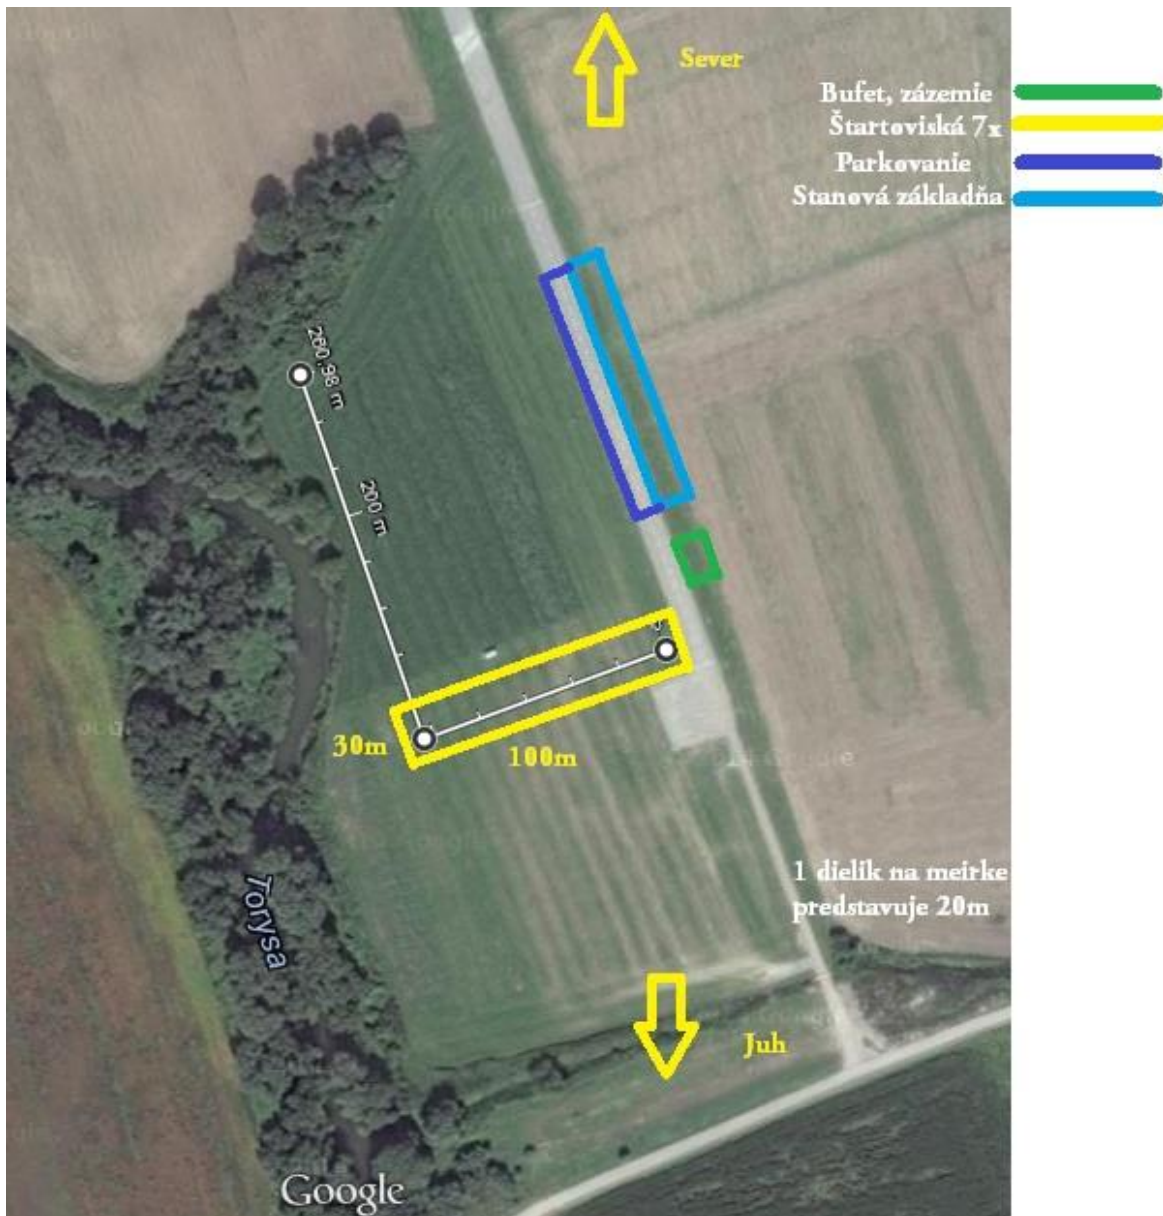 Sever
Bufet, zázemie
Štartoviská 7x
Parkovanie
Stanová základňa
260,98 m
200 m
30m
100m
1 dielik na meirke
predstavuje 20m
Torysa
Juh
Google